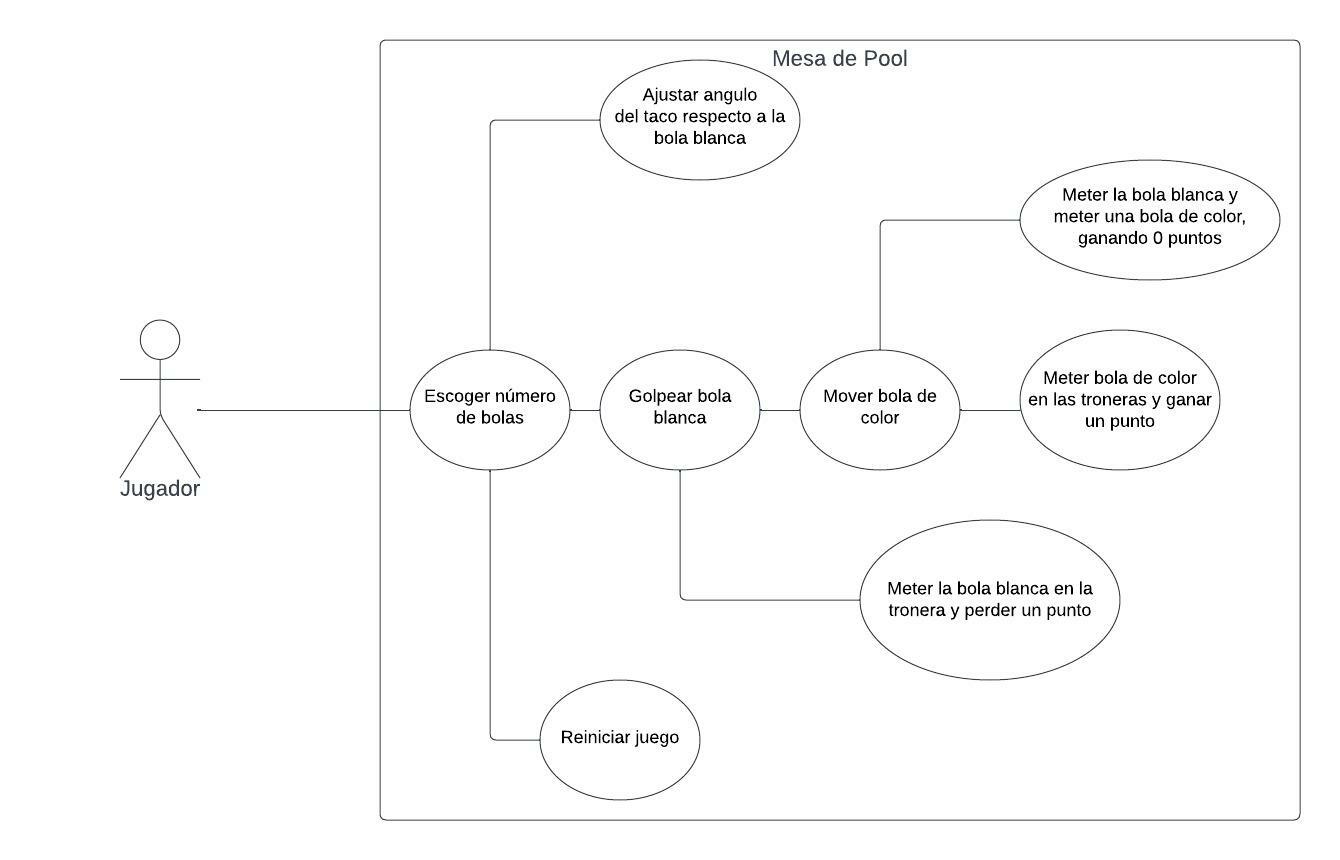 Mesa de Pool
Ajustar angulo
del taco respecto a la
bola blanca
Meter la bola blanca y
meter una bola de color,
ganando 0 puntos
Escoger número
de bolas
Golpear bola
blanca
Mover bola de
color
Meter bola de color
en las troneras y ganar
un punto
Jugador
Meter la bola blanca en la
tronera y perder un punto
Reiniciar juego